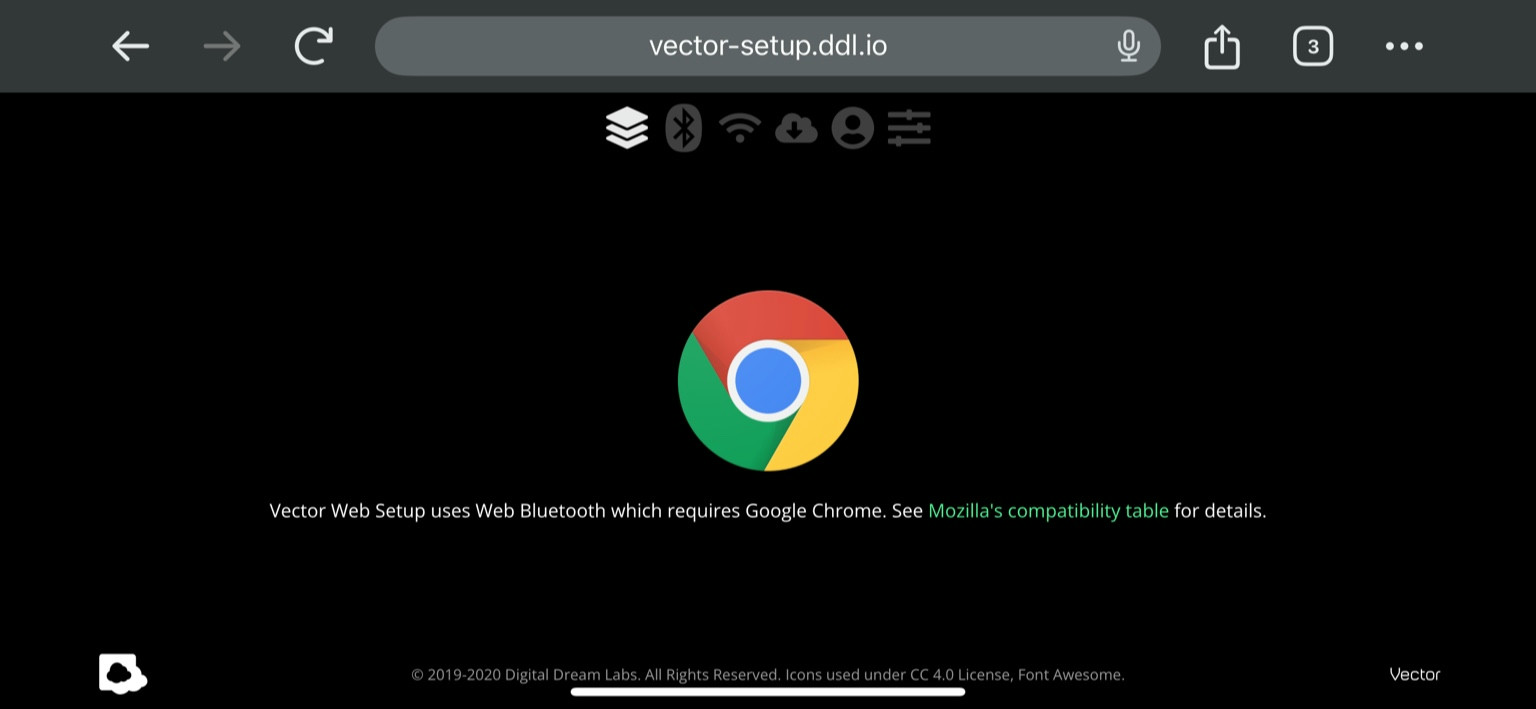 vector-setup.ddl.io
3
Vector Web Setup uses Web Bluetooth which requires Google Chrome. See Mozilla's compatibility table for details.
© 2019-2020 Digital Dream Labs. All Rights Reserved. Icons used under CC 4.0 License, Font Awesome.
Vector